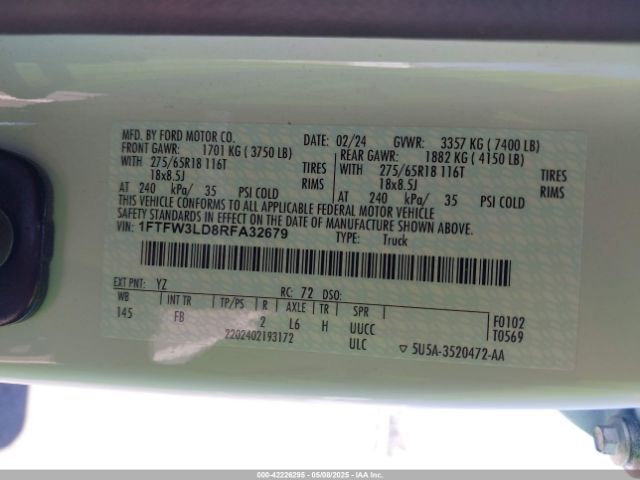 MFD. BY FORD MOTOR CO.
DATE: 02/24 GVWR: 3357 KG ( 7400 LB)
FRONT GAWR: 1701 KG ( 3750 LB) REAR GAWR: 1882 KG ( 4150 LB)
WITH 275/65R18 116T TIRES WITH 275/65R18 116T TIRES
18x8.5J RIMS 18x8.5J RIMS
AT 240 kPa/ 35 PSI COLD AT 240 kPa/ 35 PSI COLD
THIS VEHICLE CONFORMS TO ALL APPLICABLE FEDERAL MOTOR VEHICLE
SAFETY STANDARDS IN EFFECT ON THE DATE OF MANUFACTURE SHOWN ABOVE.
VIN: 1FTFW3LD8RFA32679 TYPE: Truck
EXT PNT: YZ RC: 72 DSO:
WB INT TR TP/PS R AXLE TR SPR F0102
145 FB 2 L6 H UUCC T0569
2202402193172 ULC ▽ 5U5A-3520472-AA
000-42226295 - 05/08/2025 - IAA Inc.